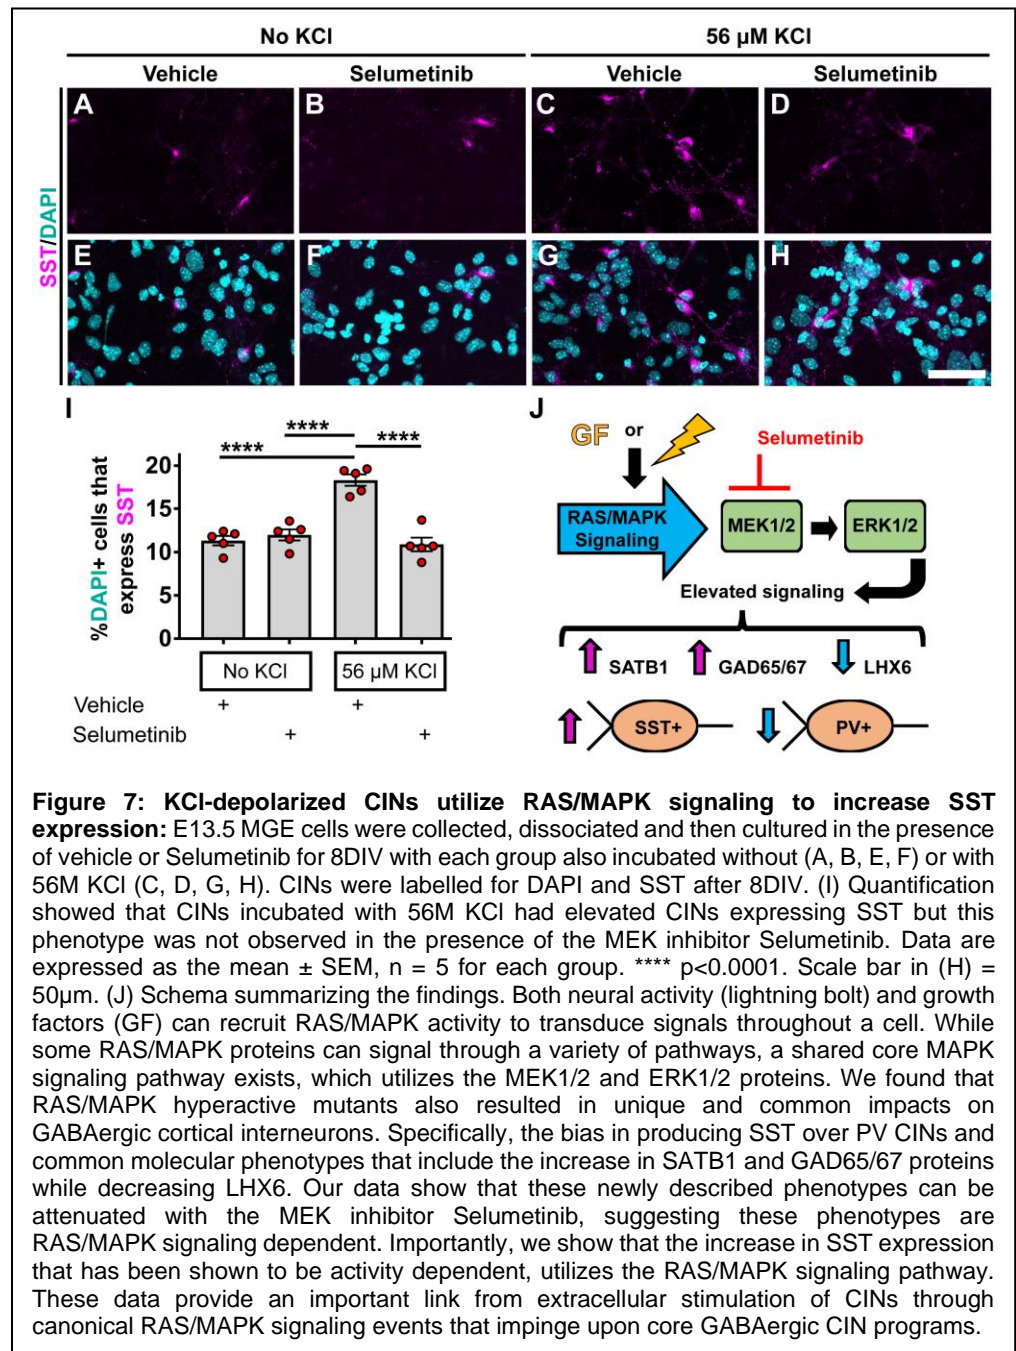 No KCl
56 µM KCl
Vehicle
Selumetinib
Vehicle
Selumetinib
SST/DAPI
A
B
C
D
E
F
G
H
I
****
****
****
%DAPI+ cells that
express SST
20
15
10
5
0
No KCl
56 µM KCl
Vehicle
+
+
Selumetinib
+
+
J
GF or
Selumetinib
RAS/MAPK
Signaling
MEK1/2
ERK1/2
Elevated signaling
SATB1
GAD65/67
LHX6
SST+
PV+
Figure 7: KCl-depolarized CINs utilize RAS/MAPK signaling to increase SST
expression: E13.5 MGE cells were collected, dissociated and then cultured in the presence
of vehicle or Selumetinib for 8DIV with each group also incubated without (A, B, E, F) or with
56M KCl (C, D, G, H). CINs were labelled for DAPI and SST after 8DIV. (I) Quantification
showed that CINs incubated with 56M KCl had elevated CINs expressing SST but this
phenotype was not observed in the presence of the MEK inhibitor Selumetinib. Data are
expressed as the mean ± SEM, n = 5 for each group. **** p<0.0001. Scale bar in (H) =
50µm. (J) Schema summarizing the findings. Both neural activity (lightning bolt) and growth
factors (GF) can recruit RAS/MAPK activity to transduce signals throughout a cell. While
some RAS/MAPK proteins can signal through a variety of pathways, a shared core MAPK
signaling pathway exists, which utilizes the MEK1/2 and ERK1/2 proteins. We found that
RAS/MAPK hyperactive mutants also resulted in unique and common impacts on
GABAergic cortical interneurons. Specifically, the bias in producing SST over PV CINs and
common molecular phenotypes that include the increase in SATB1 and GAD65/67 proteins
while decreasing LHX6. Our data show that these newly described phenotypes can be
attenuated with the MEK inhibitor Selumetinib, suggesting these phenotypes are
RAS/MAPK signaling dependent. Importantly, we show that the increase in SST expression
that has been shown to be activity dependent, utilizes the RAS/MAPK signaling pathway.
These data provide an important link from extracellular stimulation of CINs through
canonical RAS/MAPK signaling events that impinge upon core GABAergic CIN programs.